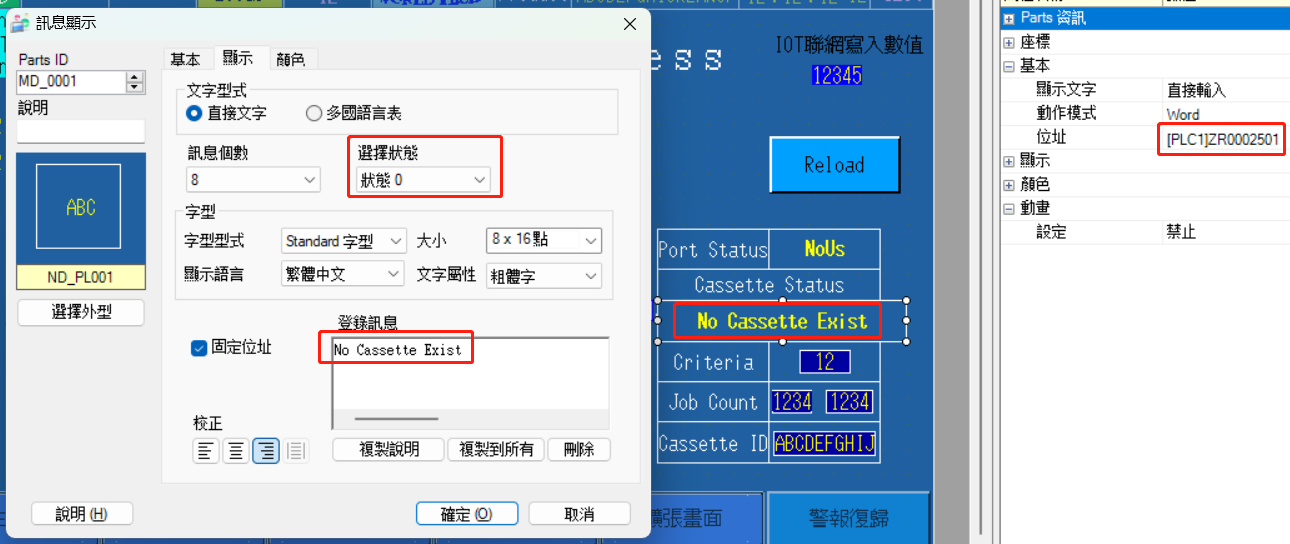 訊息顯示
Parts ID
MD_0001
說明
ABC
ND_PL001
選擇外型
基本 顯示 顏色
文字型式
直接文字 多國語言表
訊息個數 選擇狀態
8 狀態 0
字型
字型型式 Standard 字型 大小 8 x 16點
顯示語言 繁體中文 文字屬性 粗體字
登錄訊息
固定位址
No Cassette Exist
校正
複製說明 複製到所有 刪除
說明(H) 確定(O) 取消
ess
IOT聯網寫入數值
12345
Reload
Port Status NoUs
Cassette Status
No Cassette Exist
Criteria 12
Job Count 1234 1234
Cassette ID ABCDEFGHIJ
擴張畫面 警報復歸
Parts 資訊
座標
基本
顯示文字 直接輸入
動作模式 Word
位址 [PLC1]ZR0002501
顯示
顏色
動畫
設定 禁止